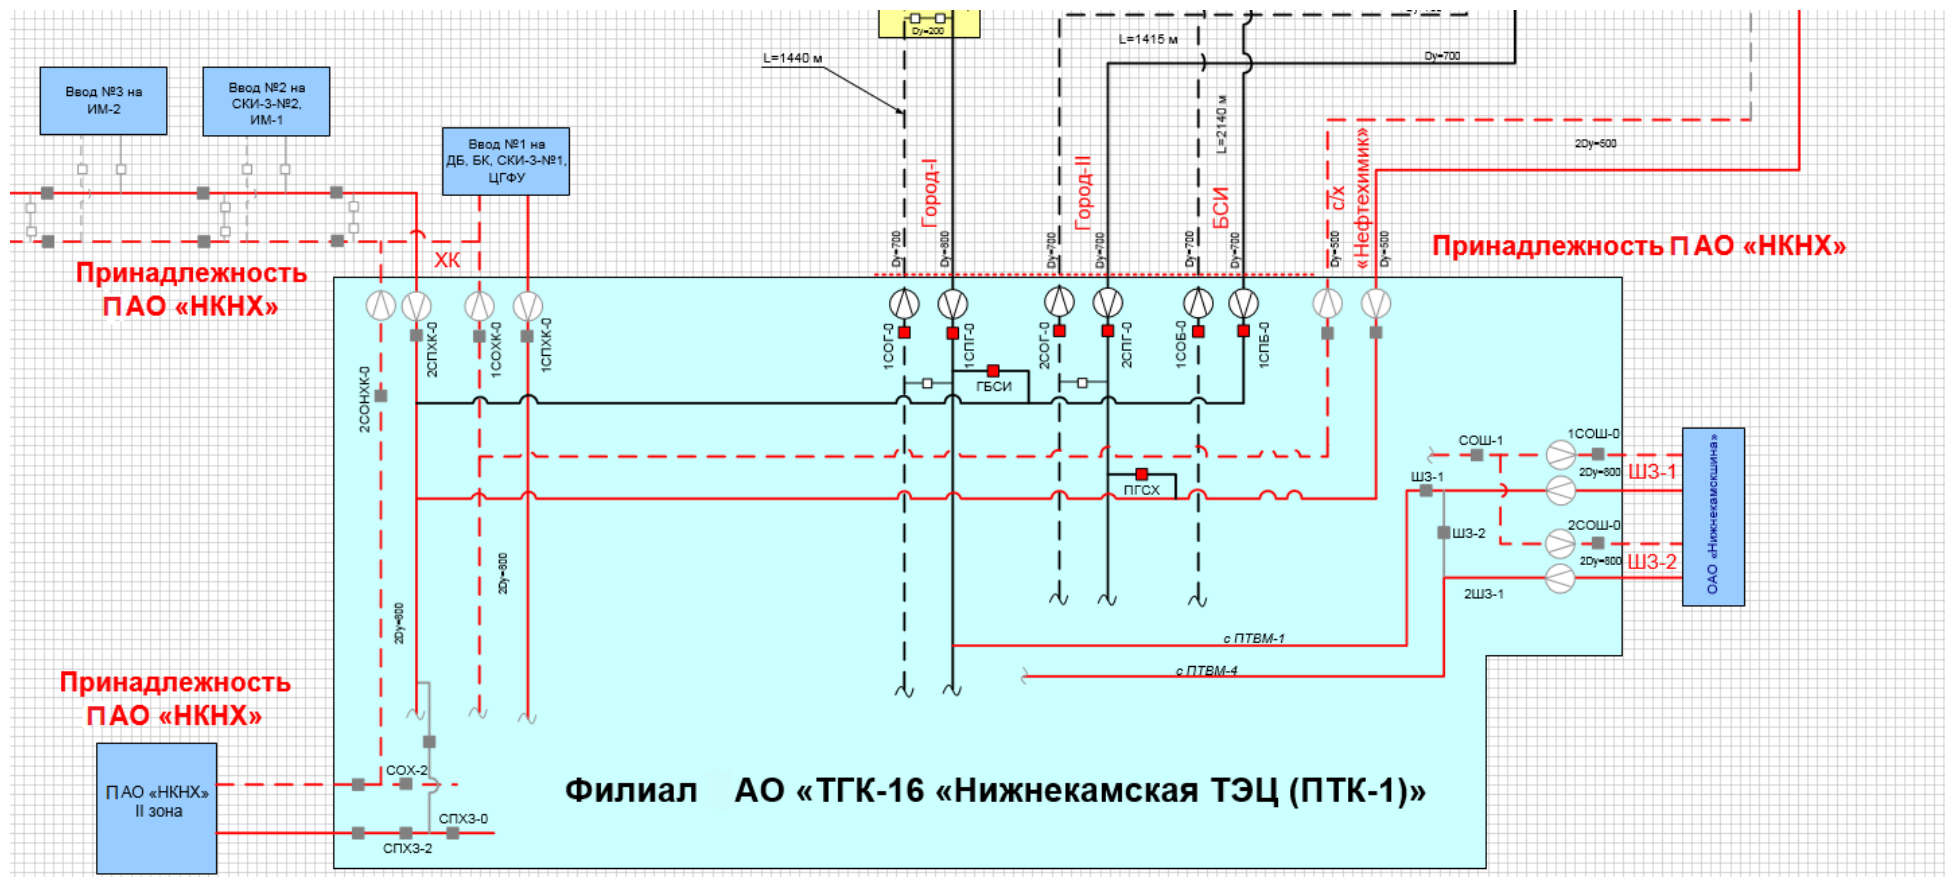 Dy=200
L=1440 м
L=1415 м
Dy=700
L=2140 м
2Dy=500
Ввод №3 на
ИМ-2
Ввод №2 на
СКИ-3-№2,
ИМ-1
Ввод №1 на
ДБ, БК, СКИ-3-№1,
ЦГФУ
Город-I
Город-II
БСИ
с/х
«Нефтехимик»
Dy=700
Dy=800
Dy=700
Dy=700
Dy=700
Dy=700
Dy=500
Dy=500
Принадлежность ПАО «НКНХ»
ХК
Принадлежность
ПАО «НКНХ»
2СОНХК-0
2СПХК-0
1СОХК-0
1СПХК-0
1СОГ-0
1СПГ-0
2СОГ-0
2СПГ-0
1СОБ-0
1СПБ-0
ГБСИ
ПГСХ
СОШ-1
1СОШ-0
2Dy=800
ШЗ-1
ШЗ-1
ШЗ-2
2СОШ-0
2Dy=800
ШЗ-2
2ШЗ-1
ОАО «Нижнекамскшина»
2Dy=800
2Dy=800
с ПТВМ-1
с ПТВМ-4
Принадлежность
ПАО «НКНХ»
ПАО «НКНХ»
II зона
СОХ-2
СПХЗ-0
СПХЗ-2
Филиал АО «ТГК-16 «Нижнекамская ТЭЦ (ПТК-1)»